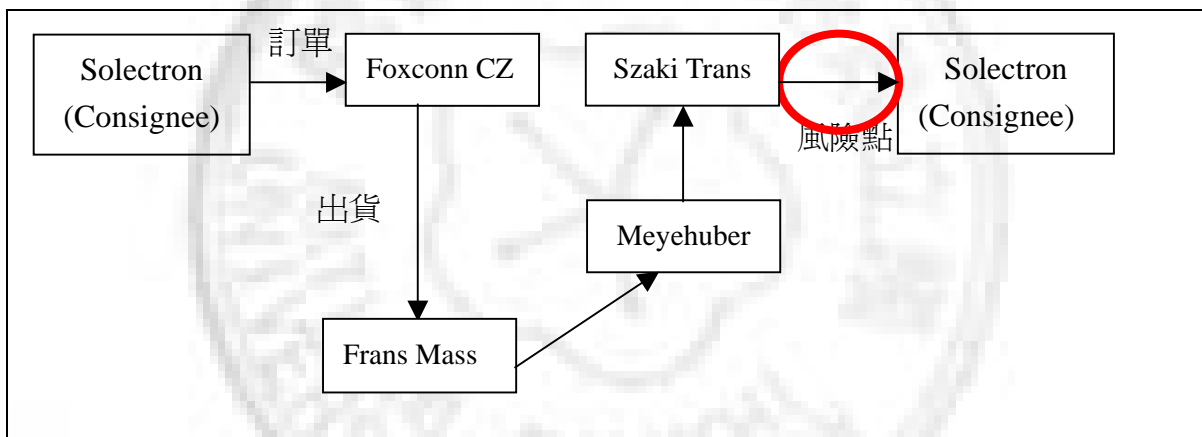 Solectron
(Consignee)
訂單
Foxconn CZ
出貨
Frans Mass
Meyehuber
Szaki Trans
風險點
Solectron
(Consignee)